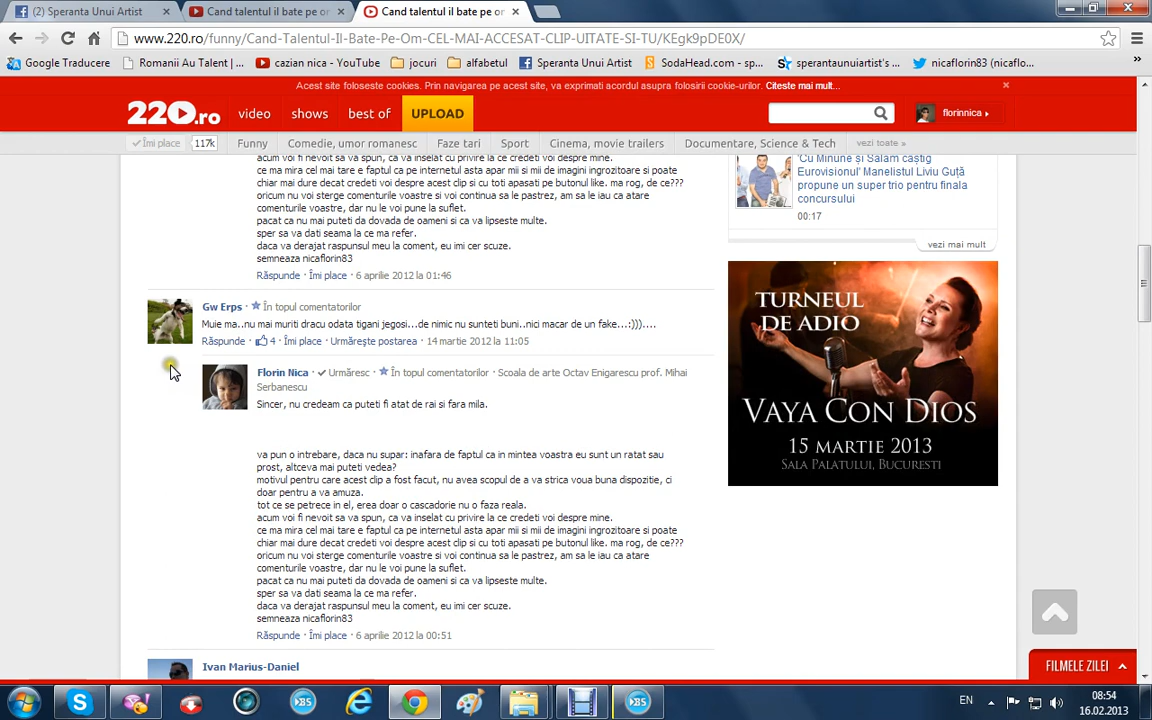 (2) Speranta Unui Artist
Cand talentul il bate pe or
Cand talentul il bate pe or
www.220.ro/funny/Cand-Talentul-Il-Bate-Pe-Om-CEL-MAI-ACCESAT-CLIP-UITATE-SI-TU/KEgk9pDE0X/
Google Traducere
Romanii Au Talent | ...
cazian nica - YouTube
jocuri
alfabetul
Speranta Unui Artist
SodaHead.com - sp...
sperantaunuiartist's ...
nicaflorin83 (nicaflo...
Acest site foloseste cookies. Prin navigarea pe acest site, va exprimati acordul asupra folosirii cookie-urilor. Citeste mai mult...
220.ro
video
shows
best of
UPLOAD
florinnica
Îmi place
117k
Funny
Comedie, umor romanesc
Faze tari
Sport
Cinema, movie trailers
Documentare, Science & Tech
vezi toate »
acum voi fi nevoit sa va spun, ca va inselat cu privire la ce credeti voi despre mine.
ce ma mira cel mai tare e faptul ca pe internetul asta apar mii si mii de imagini ingrozitoare si poate
chiar mai dure decat credeti voi despre acest clip si cu toti apasati pe butonul like. ma rog, de ce???
oricum nu voi sterge comenturile voastre si voi continua sa le pastrez, am sa le iau ca atare
comenturile voastre, dar nu le voi pune la suflet.
pacat ca nu mai puteti da dovada de oameni si ca va lipseste multe.
sper sa va dati seama la ce ma refer.
daca va derajat raspunsul meu la coment, eu imi cer scuze.
semneaza nicaflorin83
Răspunde · Îmi place · 6 aprilie 2012 la 01:46
Gw Erps · În topul comentatorilor
Muie ma..nu mai muriti dracu odata tigani jegosi...de nimic nu sunteti buni..nici macar de un fake...:))))....
Răspunde · 4 · Îmi place · Urmăreşte postarea · 14 martie 2012 la 11:05
Florin Nica · Urmăresc · În topul comentatorilor · Scoala de arte Octav Enigarescu prof. Mihai
Serbanescu
Sincer, nu credeam ca puteti fi atat de rai si fara mila.
va pun o intrebare, daca nu supar: inafara de faptul ca in mintea voastra eu sunt un ratat sau
prost, altceva mai puteti vedea?
motivul pentru care acest clip a fost facut, nu avea scopul de a va strica voua buna dispozitie, ci
doar pentru a va amuza.
tot ce se petrece in el, erea doar o cascadorie nu o faza reala.
acum voi fi nevoit sa va spun, ca va inselat cu privire la ce credeti voi despre mine.
ce ma mira cel mai tare e faptul ca pe internetul asta apar mii si mii de imagini ingrozitoare si poate
chiar mai dure decat credeti voi despre acest clip si cu toti apasati pe butonul like. ma rog, de ce???
oricum nu voi sterge comenturile voastre si voi continua sa le pastrez, am sa le iau ca atare
comenturile voastre, dar nu le voi pune la suflet.
pacat ca nu mai puteti da dovada de oameni si ca va lipseste multe.
sper sa va dati seama la ce ma refer.
daca va derajat raspunsul meu la coment, eu imi cer scuze.
semneaza nicaflorin83
Răspunde · Îmi place · 6 aprilie 2012 la 00:51
Ivan Marius-Daniel
'Cu Minune și Salam câștig
Eurovisionul' Manelistul Liviu Guță
propune un super trio pentru finala
concursului
00:17
vezi mai mult
TURNEUL
DE ADIO
VAYA CON DIOS
15 MARTIE 2013
SALA PALATULUI, BUCURESTI
FILMELE ZILEI
EN
08:54
16.02.2013